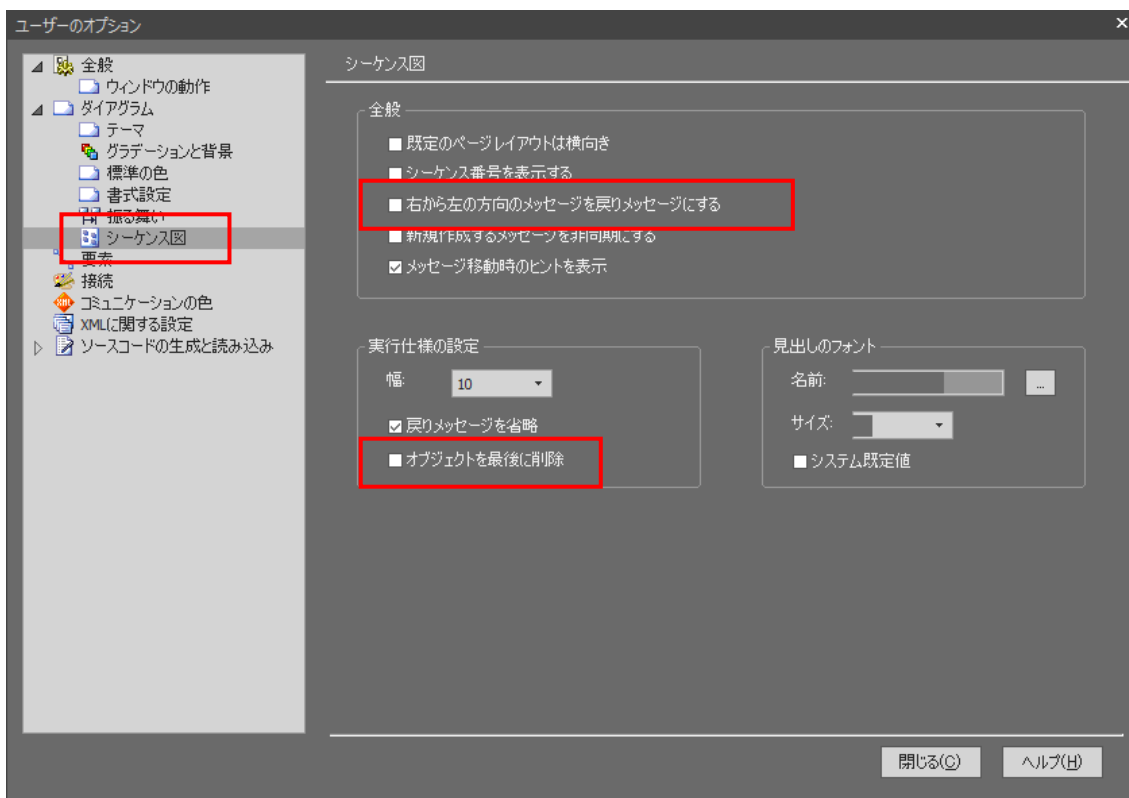 ユーザーのオプション
×
全般
ウィンドウの動作
ダイアグラム
テーマ
グラデーションと背景
標準の色
書式設定
振る舞い
シーケンス図
要素
接続
コミュニケーションの色
XMLに関する設定
ソースコードの生成と読み込み
シーケンス図
全般
既定のページレイアウトは横向き
シーケンス番号を表示する
右から左の方向のメッセージを戻りメッセージにする
新規作成するメッセージを非同期にする
メッセージ移動時のヒントを表示
実行仕様の設定
幅:
10
戻りメッセージを省略
オブジェクトを最後に削除
見出しのフォント
名前:
...
サイズ:
システム既定値
閉じる(C)
ヘルプ(H)